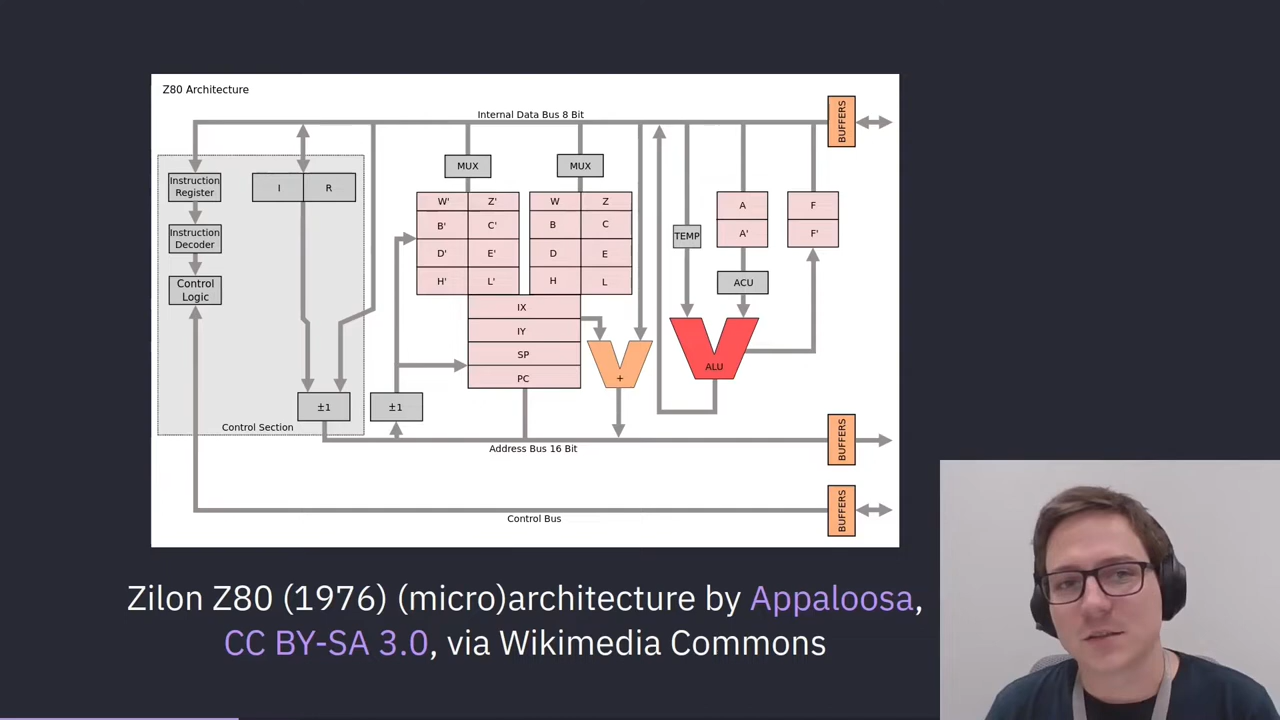 Z80 Architecture
Internal Data Bus 8 Bit
BUFFERS
MUX
MUX
Instruction
Register
I
R
W'
Z'
W
Z
A
F
B'
C'
B
C
Instruction
Decoder
TEMP
A'
F'
D'
E'
D
E
Control
Logic
H'
L'
H
L
ACU
IX
IY
SP
ALU
PC
+
±1
±1
Control Section
Address Bus 16 Bit
BUFFERS
Control Bus
BUFFERS
Zilon Z80 (1976) (micro)architecture by Appaloosa,
CC BY-SA 3.0, via Wikimedia Commons